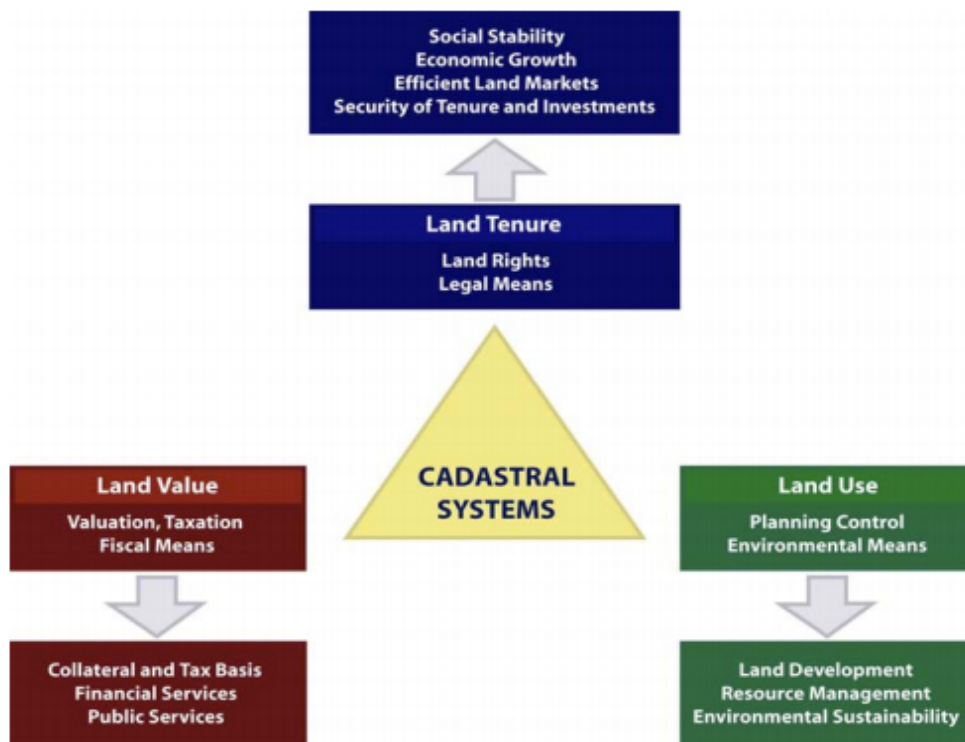 Social Stability
Economic Growth
Efficient Land Markets
Security of Tenure and Investments
Land Tenure
Land Rights
Legal Means
CADASTRAL
SYSTEMS
Land Value
Valuation, Taxation
Fiscal Means
Land Use
Planning Control
Environmental Means
Collateral and Tax Basis
Financial Services
Public Services
Land Development
Resource Management
Environmental Sustainability